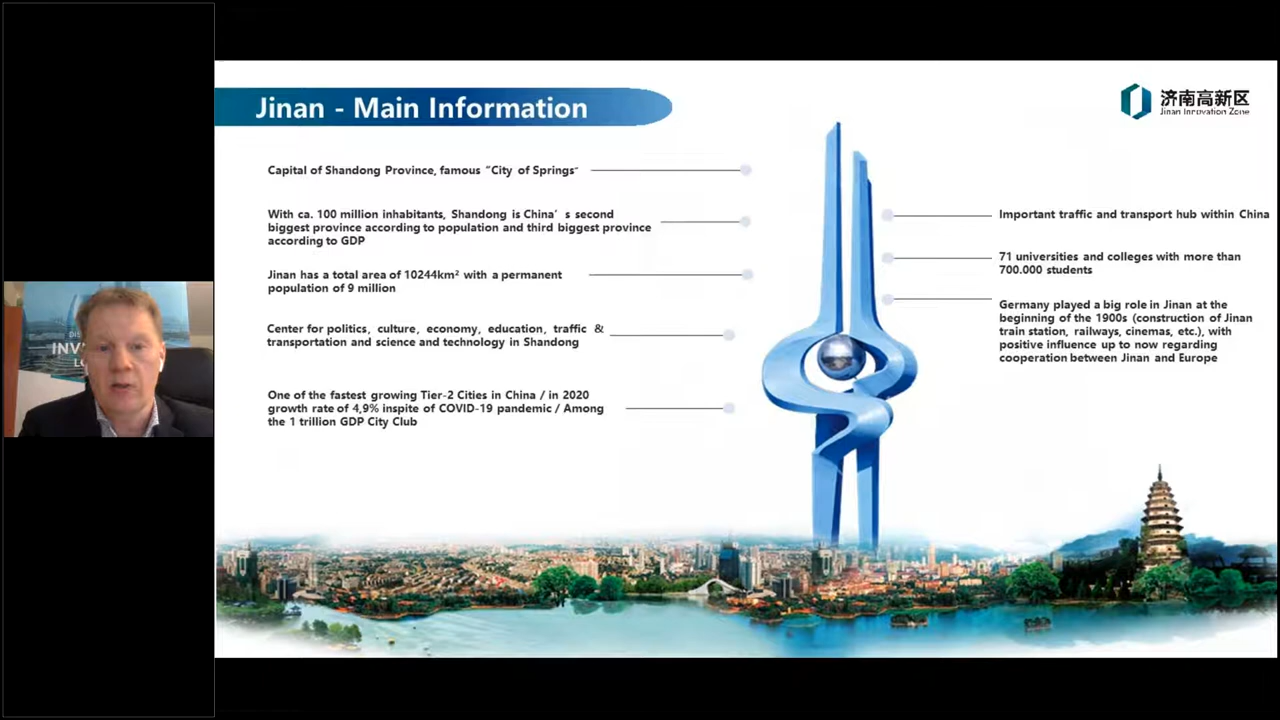 Jinan - Main Information
济南高新区
Jinan Innovation Zone
Capital of Shandong Province, famous “City of Springs”
With ca. 100 million inhabitants, Shandong is China’ s second
biggest province according to population and third biggest province
according to GDP
Jinan has a total area of 10244km² with a permanent
population of 9 million
Center for politics, culture, economy, education, traffic &
transportation and science and technology in Shandong
One of the fastest growing Tier-2 Cities in China / in 2020
growth rate of 4,9% inspite of COVID-19 pandemic / Among
the 1 trillion GDP City Club
Important traffic and transport hub within China
71 universities and colleges with more than
700.000 students
Germany played a big role in Jinan at the
beginning of the 1900s (construction of Jinan
train station, railways, cinemas, etc.), with
positive influence up to now regarding
cooperation between Jinan and Europe